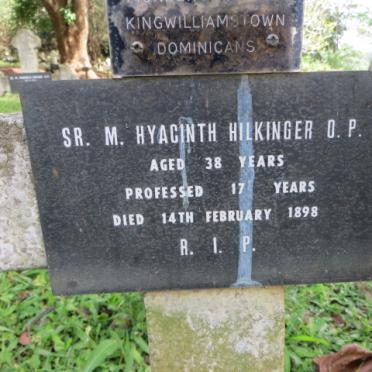 KINGWILLIAMSTOWN
DOMINICANS
SR. M. HYACINTH HILKINGER O.P.
AGED 38 YEARS
PROFESSED 17 YEARS
DIED 14TH FEBRUARY 1898
R. I. P.